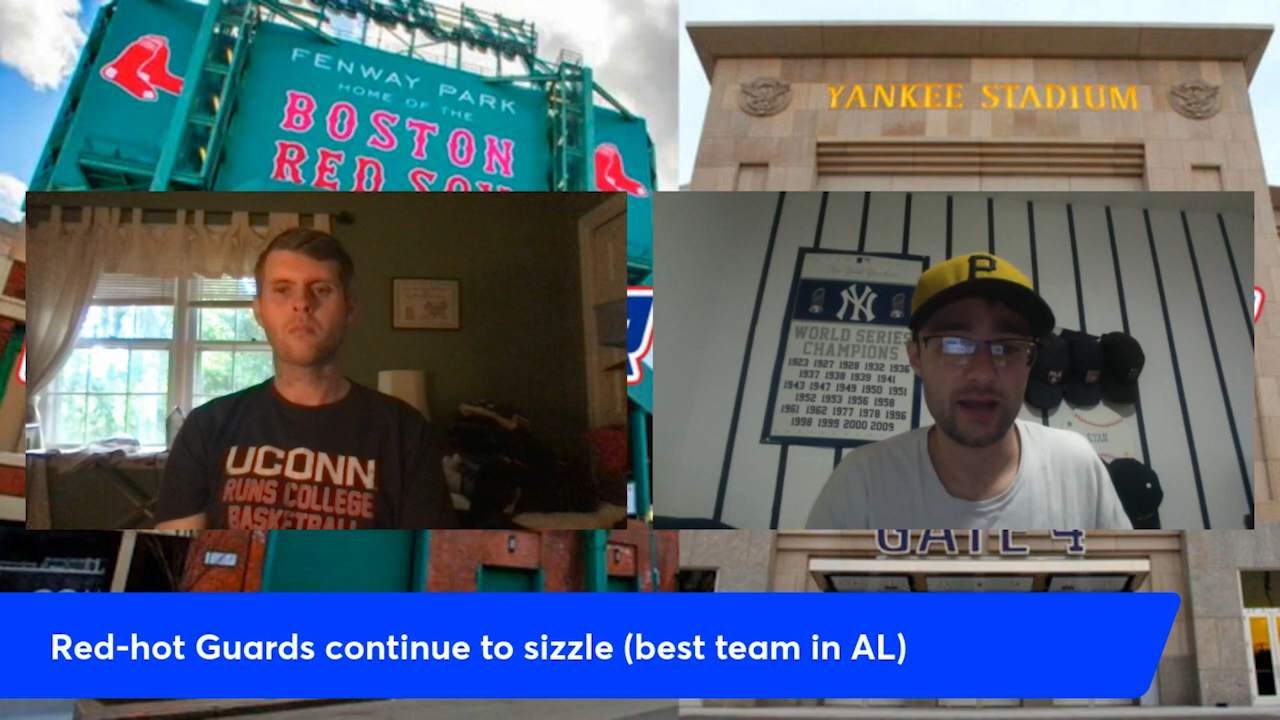 FENWAY PARK
HOME OF THE
BOSTON
RED SOX
YANKEE STADIUM
NY
WORLD SERIES
CHAMPIONS
1923 1927 1928 1932 1936
1937 1938 1939 1941
1943 1947 1949 1950 1951
1952 1953 1956 1958
1961 1962 1977 1978 1996
1998 1999 2000 2009
P
UCONN
RUNS COLLEGE
BASKETBALL
GATE 4
Red-hot Guards continue to sizzle (best team in AL)